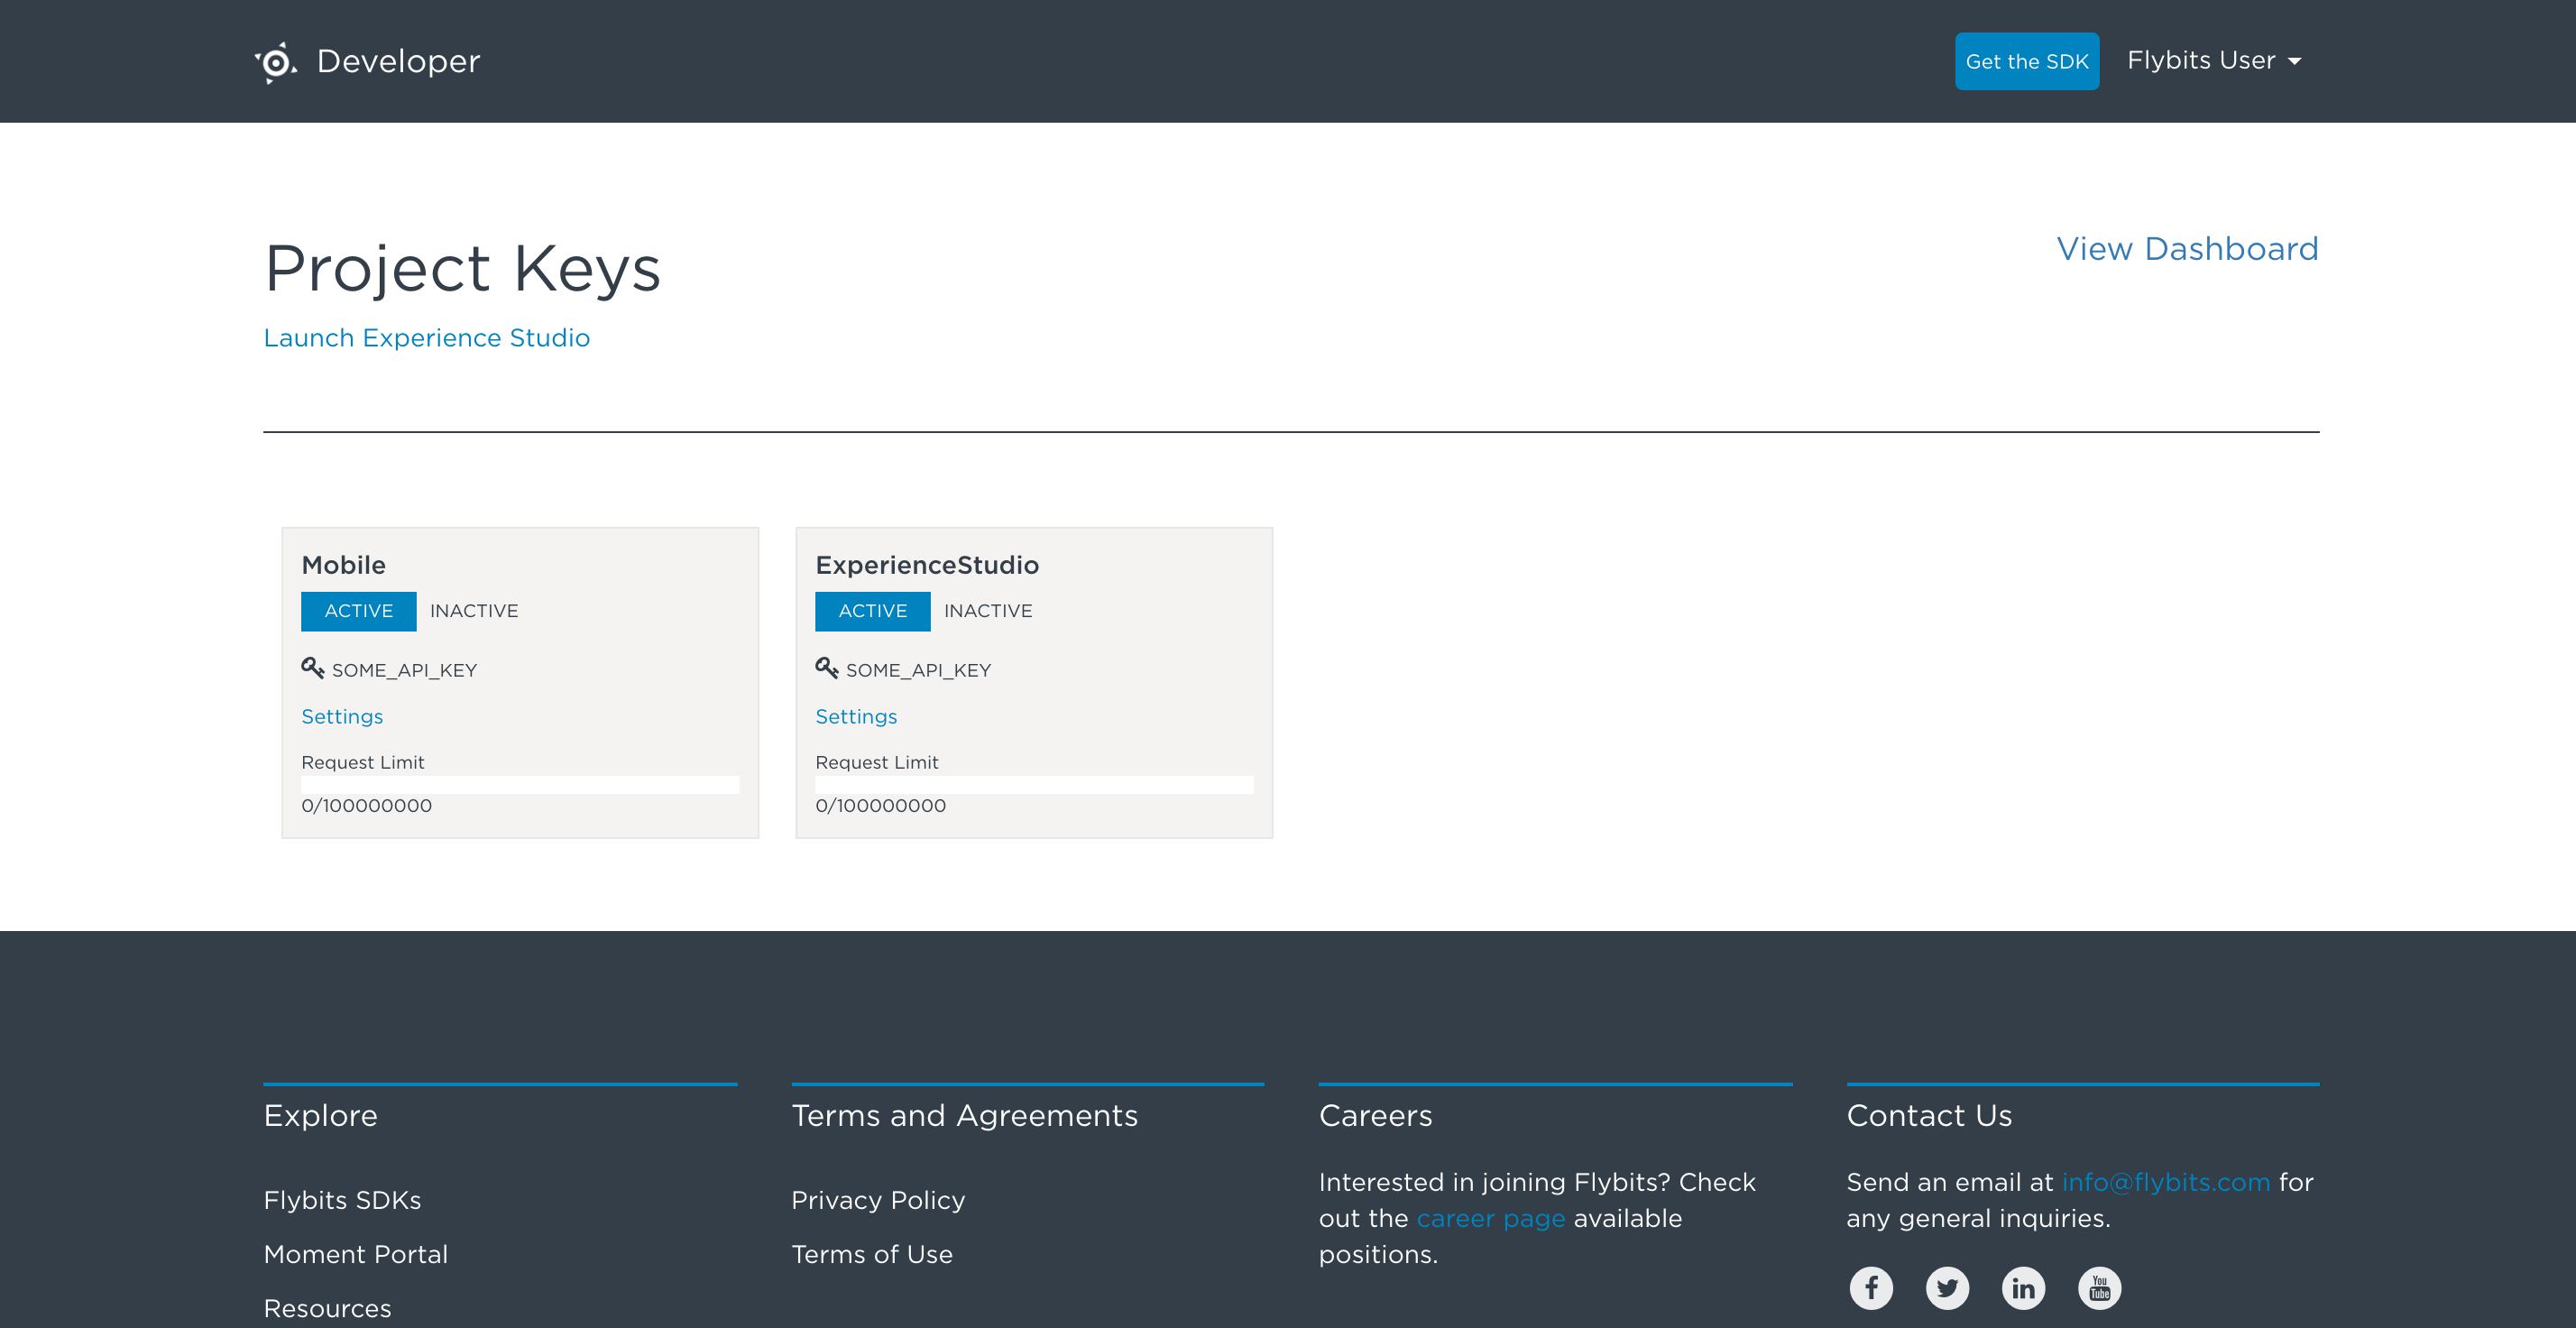 Developer
Get the SDK
Flybits User
Project Keys
View Dashboard
Launch Experience Studio
Mobile
ACTIVE INACTIVE
SOME_API_KEY
Settings
Request Limit
0/100000000
ExperienceStudio
ACTIVE INACTIVE
SOME_API_KEY
Settings
Request Limit
0/100000000
Explore
Flybits SDKs
Moment Portal
Resources
Terms and Agreements
Privacy Policy
Terms of Use
Careers
Interested in joining Flybits? Check
out the career page available
positions.
Contact Us
Send an email at info@flybits.com for
any general inquiries.
f
in
You
Tube